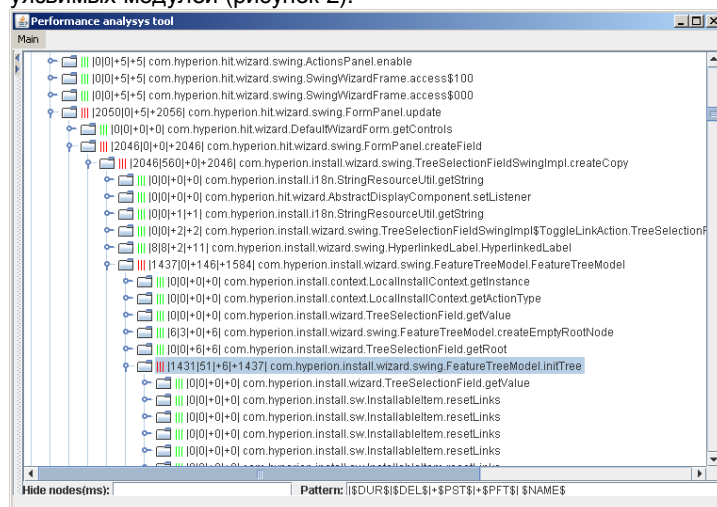 уязвимых модулей (рисунок 2).
Performance analysys tool
Main
|0|0|+5|+5| com.hyperion.hit.wizard.swing.ActionsPanel.enable
|0|0|+5|+5| com.hyperion.hit.wizard.swing.SwingWizardFrame.access$100
|0|0|+5|+5| com.hyperion.hit.wizard.swing.SwingWizardFrame.access$000
|2050|0|+5|+2056| com.hyperion.hit.wizard.swing.FormPanel.update
|0|0|+0|+0| com.hyperion.hit.wizard.DefaultWizardForm.getControls
|2046|0|+0|+2046| com.hyperion.hit.wizard.swing.FormPanel.createField
|2046|560|+0|+2046| com.hyperion.install.wizard.swing.TreeSelectionFieldSwingImpl.createCopy
|0|0|+0|+0| com.hyperion.install.i18n.StringResourceUtil.getString
|0|0|+0|+0| com.hyperion.hit.wizard.AbstractDisplayComponent.setListener
|0|0|+1|+1| com.hyperion.install.i18n.StringResourceUtil.getString
|0|0|+2|+2| com.hyperion.install.wizard.swing.TreeSelectionFieldSwingImpl$ToggleLinkAction.TreeSelectionF
|8|8|+2|+11| com.hyperion.install.wizard.swing.HyperlinkedLabel.HyperlinkedLabel
|1437|0|+146|+1584| com.hyperion.install.wizard.swing.FeatureTreeModel.FeatureTreeModel
|0|0|+0|+0| com.hyperion.install.context.LocalInstallContext.getInstance
|0|0|+0|+0| com.hyperion.install.context.LocalInstallContext.getActionType
|0|0|+0|+0| com.hyperion.install.wizard.TreeSelectionField.getValue
|6|3|+0|+6| com.hyperion.install.wizard.swing.FeatureTreeModel.createEmptyRootNode
|0|0|+6|+6| com.hyperion.install.wizard.TreeSelectionField.getRoot
|1431|51|+6|+1437| com.hyperion.install.wizard.swing.FeatureTreeModel.initTree
|0|0|+0|+0| com.hyperion.install.wizard.TreeSelectionField.getValue
|0|0|+0|+0| com.hyperion.install.sw.InstallableItem.resetLinks
|0|0|+0|+0| com.hyperion.install.sw.InstallableItem.resetLinks
|0|0|+0|+0| com.hyperion.install.sw.InstallableItem.resetLinks
|0|0|+0|+0| com.hyperion.install.sw.InstallableItem.resetLinks
Hide nodes(ms): Pattern: |$DUR$|$DEL$|+$PST$|+$PFT$| $NAME$